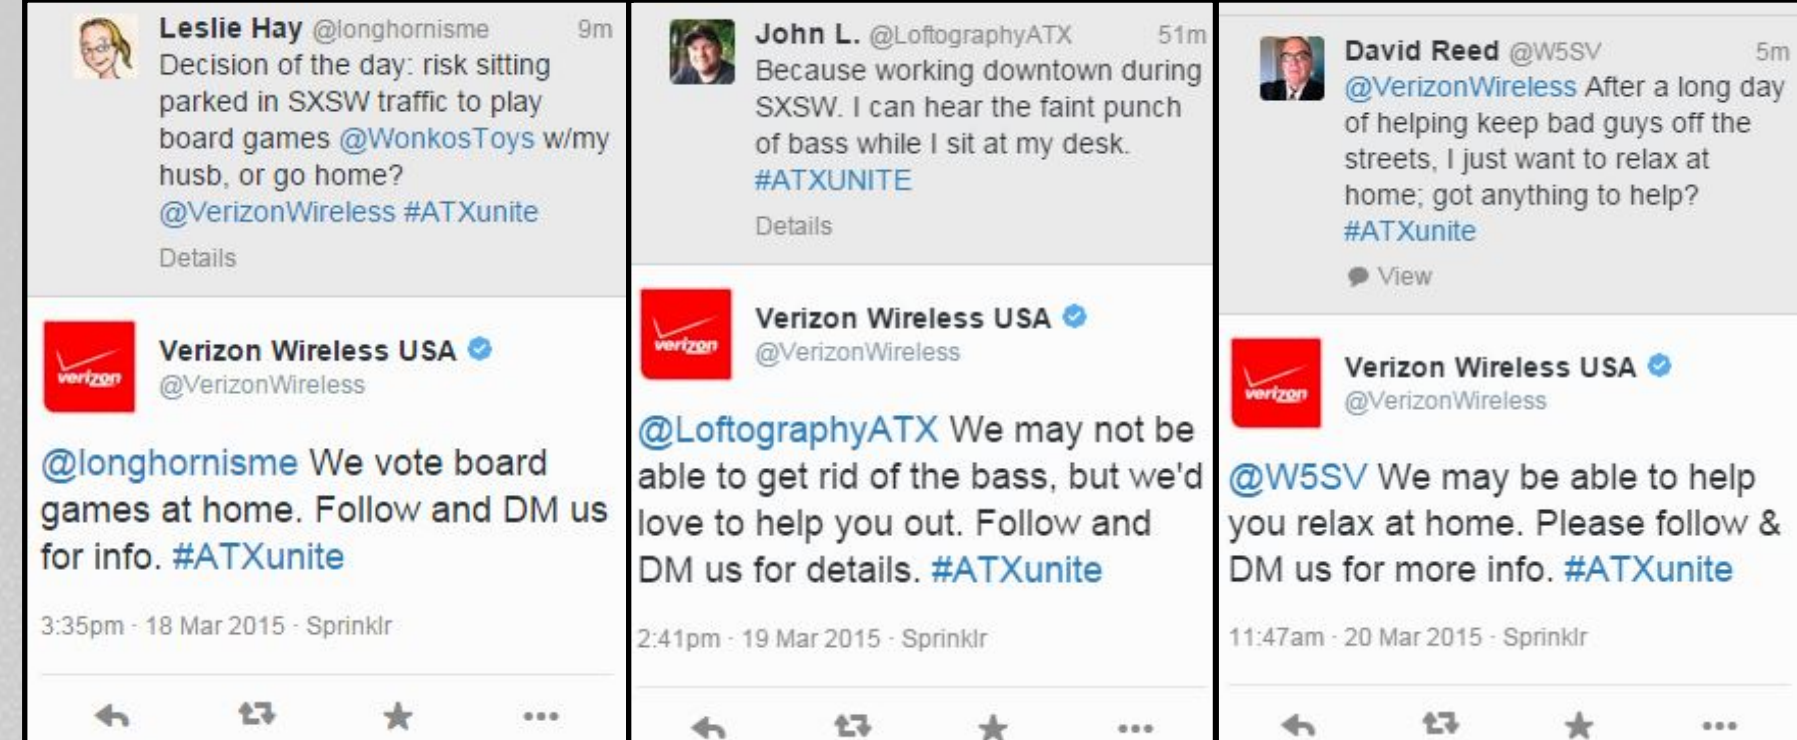 Leslie Hay @longhornisme 9m
Decision of the day: risk sitting
parked in SXSW traffic to play
board games @WonkosToys w/my
husb, or go home?
@VerizonWireless #ATXunite
Details
verizon
Verizon Wireless USA
@VerizonWireless
@longhornisme We vote board
games at home. Follow and DM us
for info. #ATXunite
3:35pm · 18 Mar 2015 · Sprinklr
John L. @LoftographyATX 51m
Because working downtown during
SXSW. I can hear the faint punch
of bass while I sit at my desk.
#ATXUNITE
Details
verizon
Verizon Wireless USA
@VerizonWireless
@LoftographyATX We may not be
able to get rid of the bass, but we'd
love to help you out. Follow and
DM us for details. #ATXunite
2:41pm · 19 Mar 2015 · Sprinklr
David Reed @W5SV 5m
@VerizonWireless After a long day
of helping keep bad guys off the
streets, I just want to relax at
home; got anything to help?
#ATXunite
View
verizon
Verizon Wireless USA
@VerizonWireless
@W5SV We may be able to help
you relax at home. Please follow &
DM us for more info. #ATXunite
11:47am · 20 Mar 2015 · Sprinklr